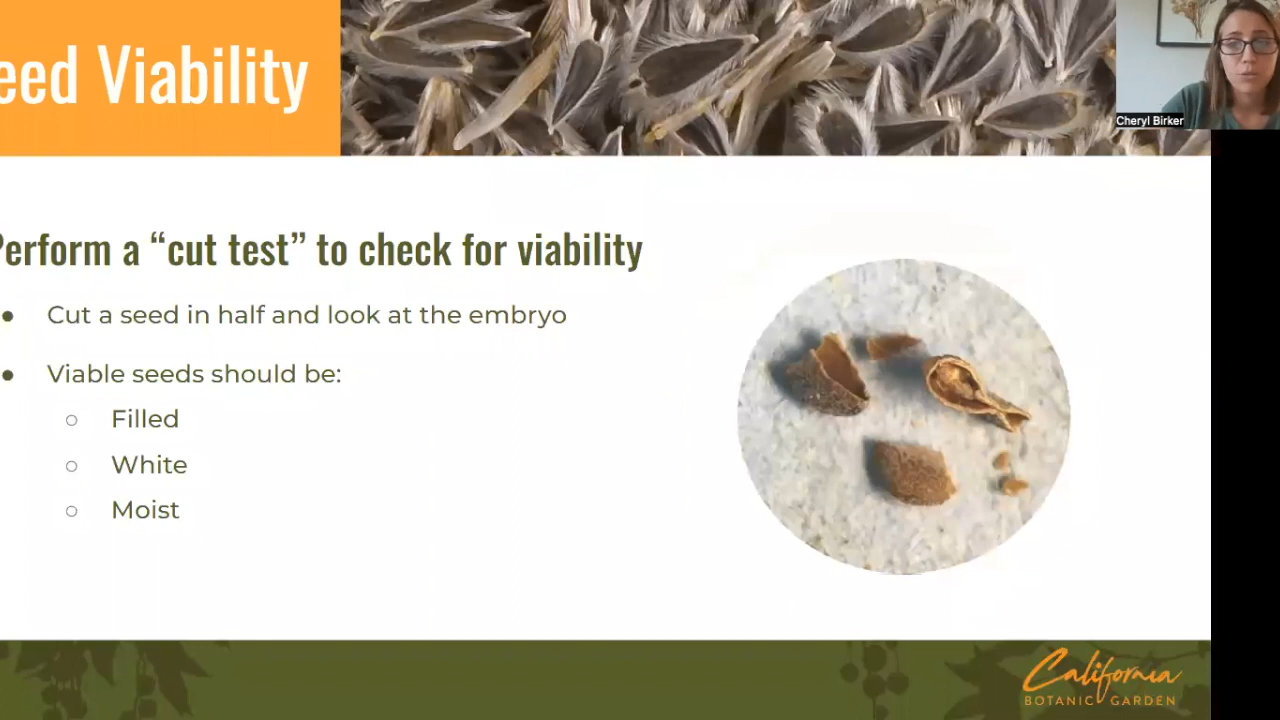 eed Viability
Cheryl Birker
Perform a “cut test” to check for viability
● Cut a seed in half and look at the embryo
● Viable seeds should be:
○ Filled
○ White
○ Moist
California
BOTANIC GARDEN